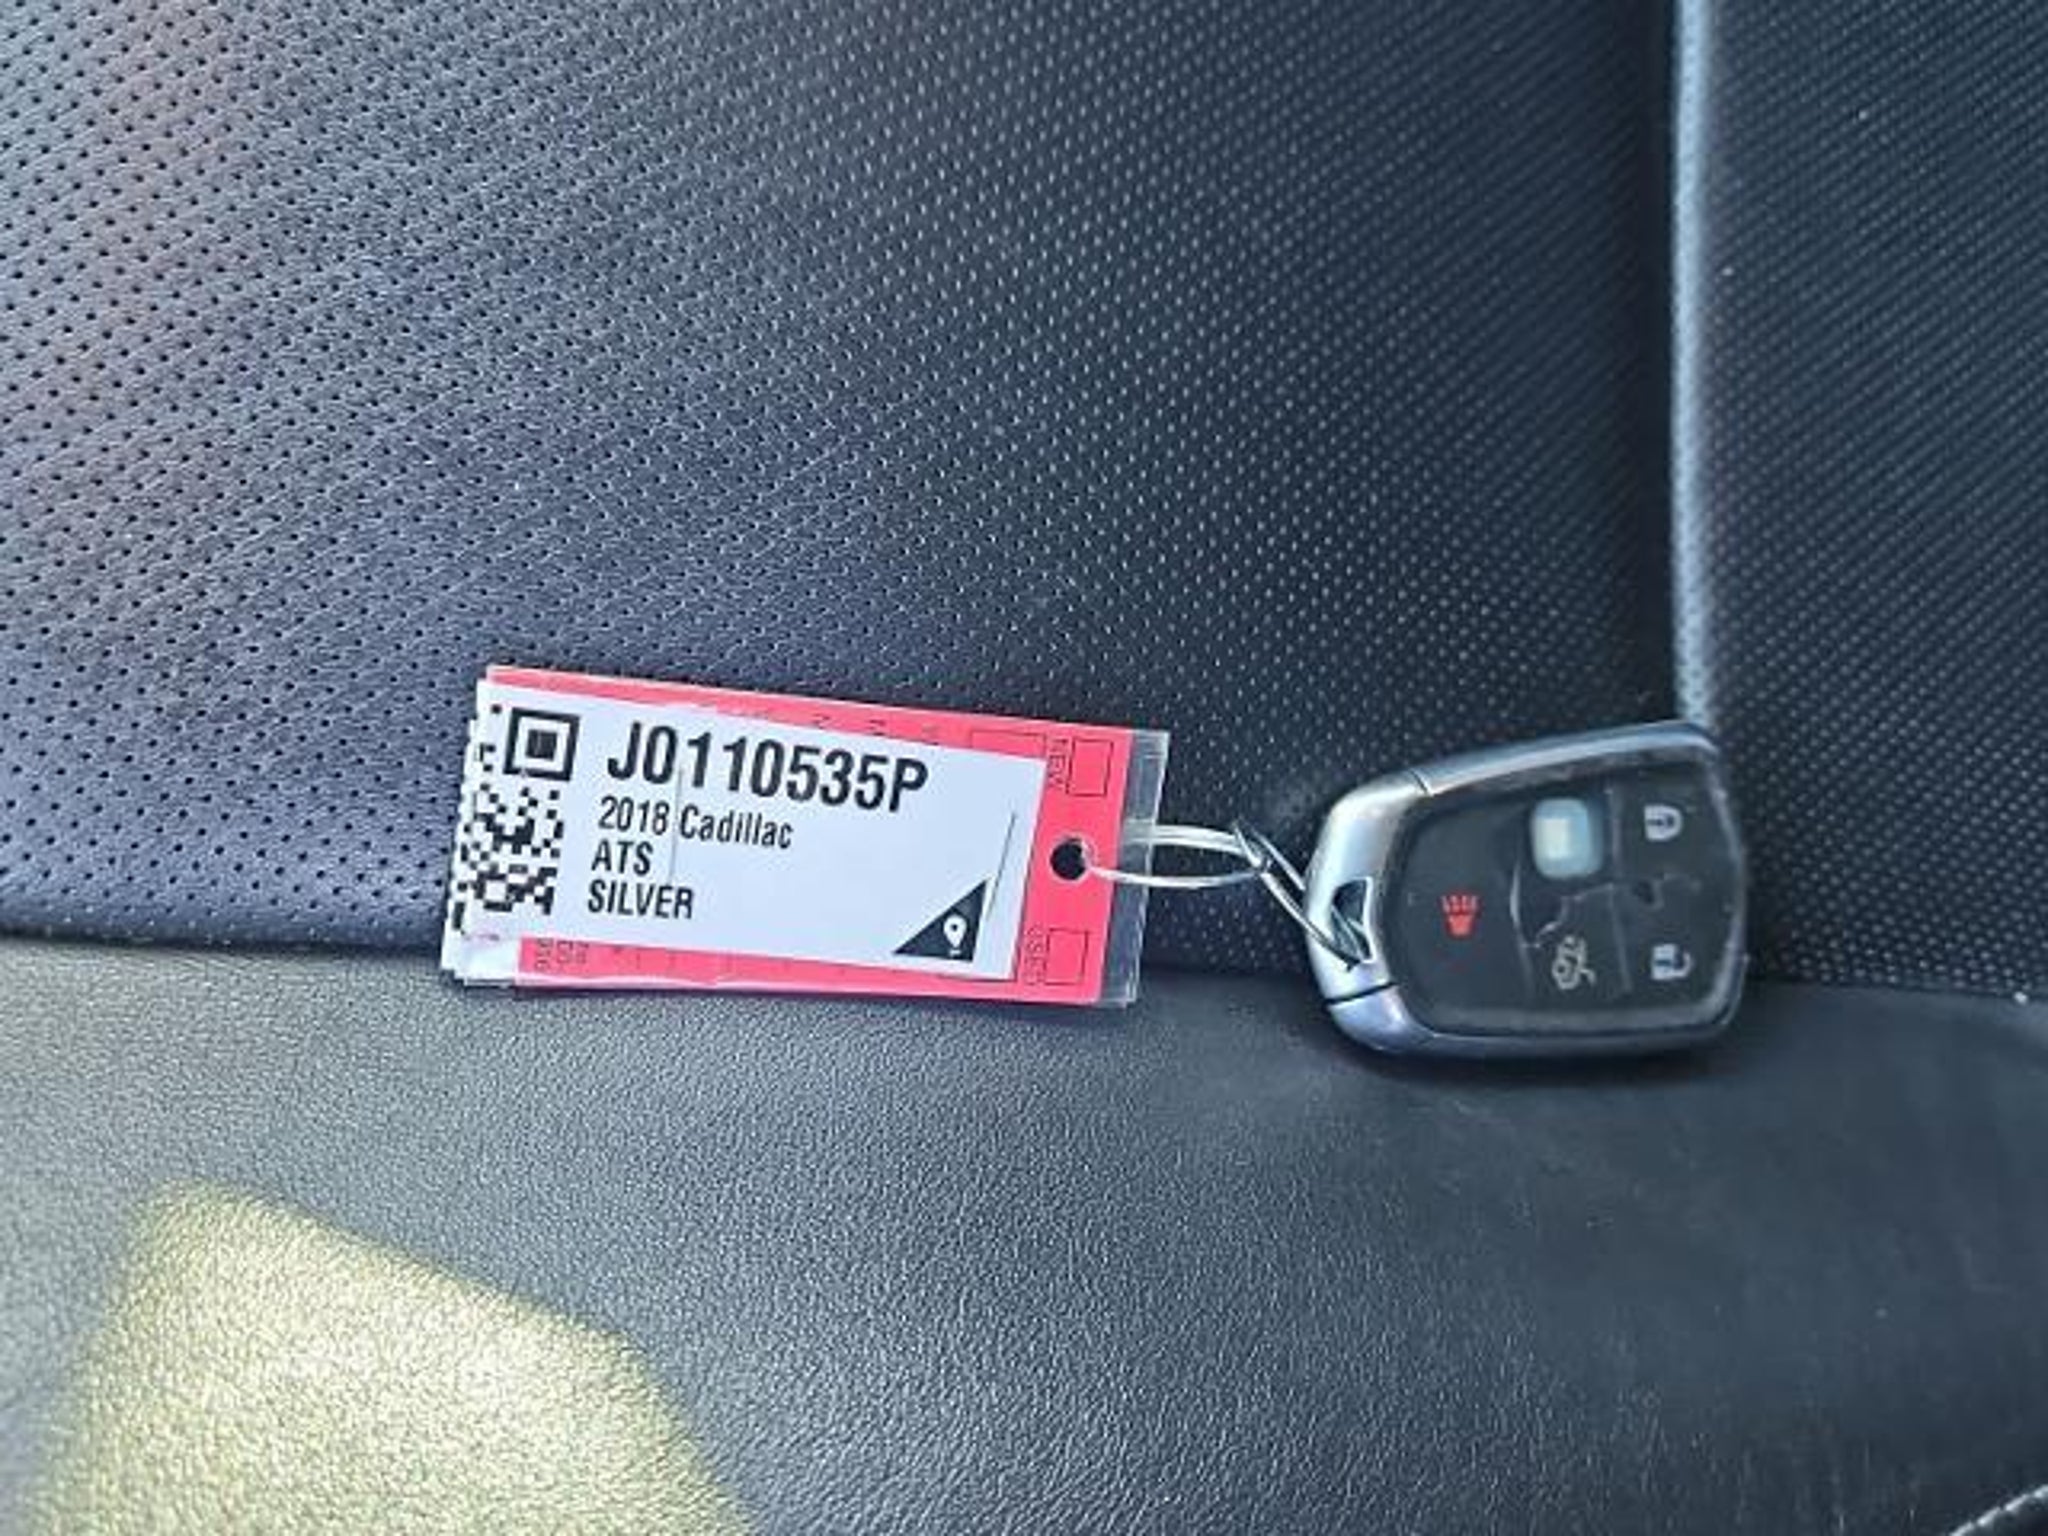 J0110535P
2018 Cadillac
ATS
SILVER
NEW
USED